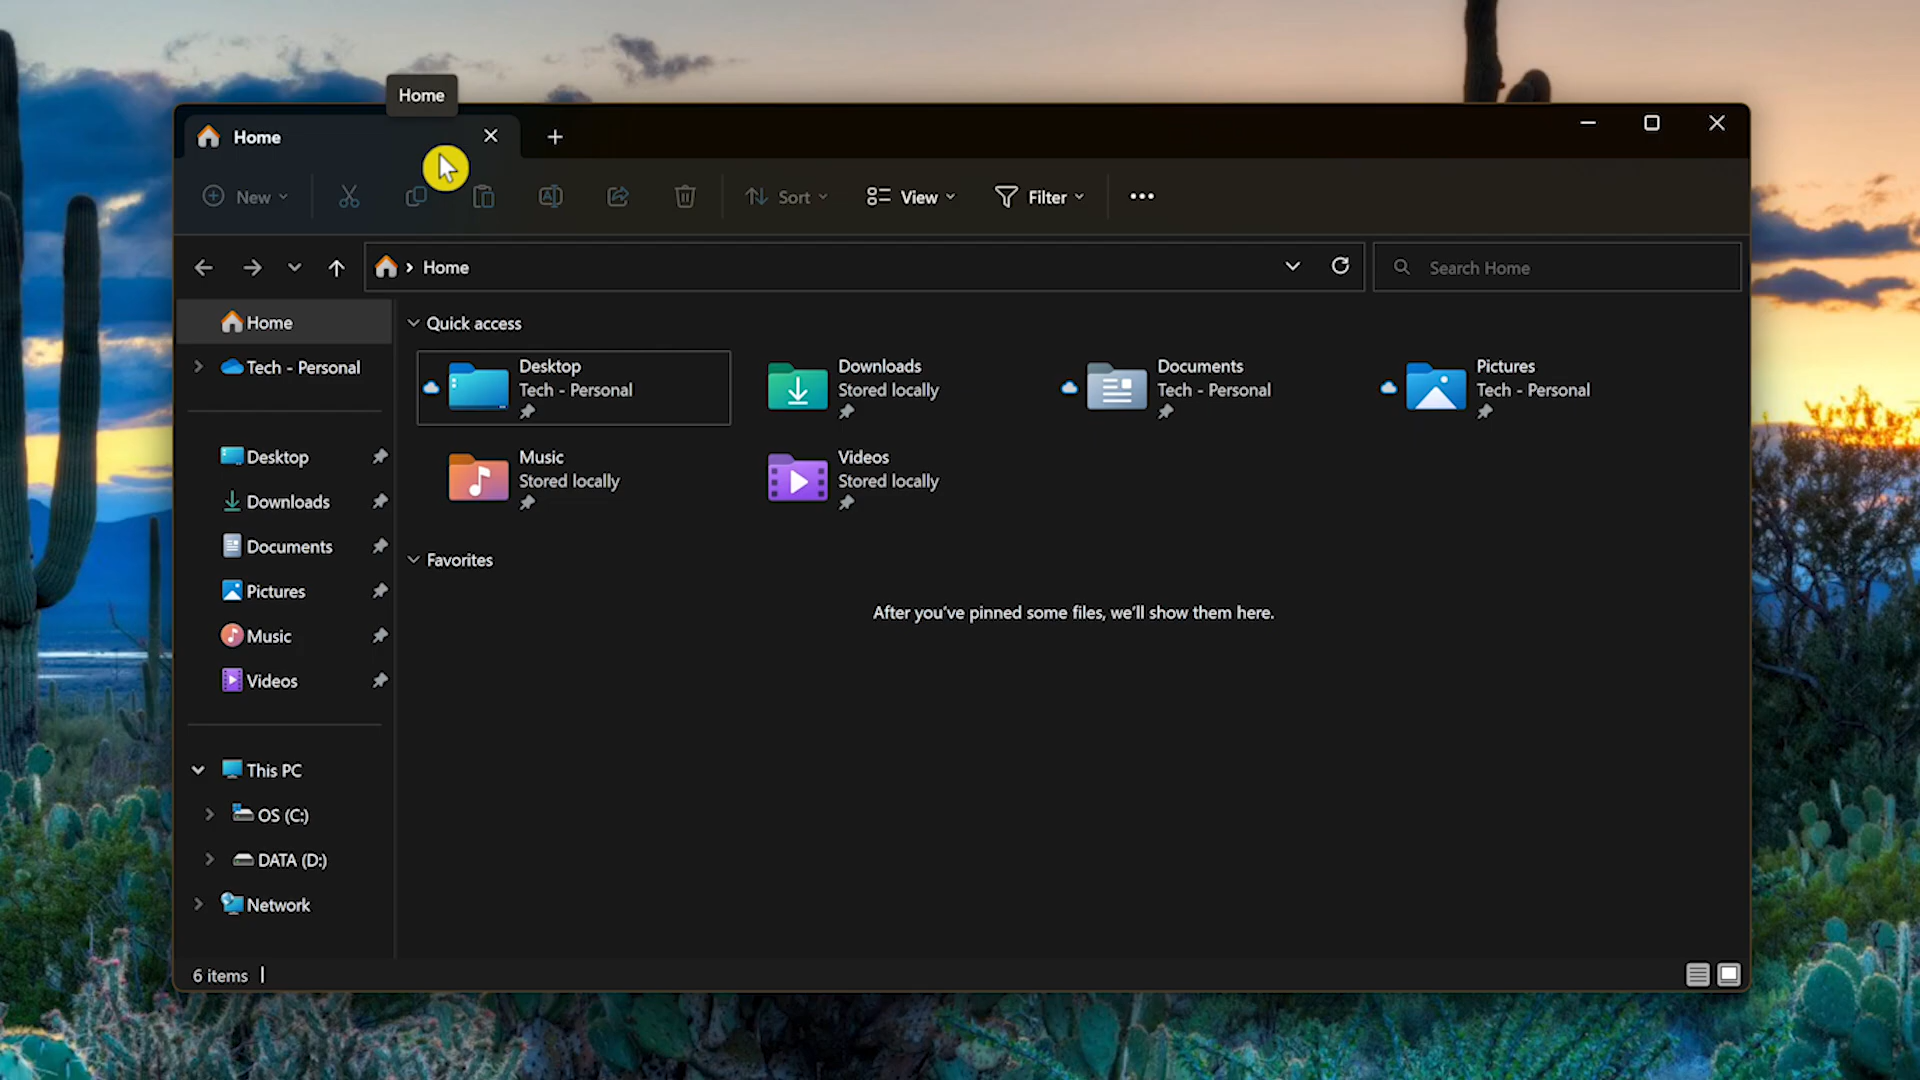 Home
Home
New
Sort
View
Filter
Home
Search Home
Home
Tech - Personal
Desktop
Downloads
Documents
Pictures
Music
Videos
This PC
OS (C:)
DATA (D:)
Network
Quick access
Desktop
Tech - Personal
Downloads
Stored locally
Documents
Tech - Personal
Pictures
Tech - Personal
Music
Stored locally
Videos
Stored locally
Favorites
After you've pinned some files, we'll show them here.
6 items